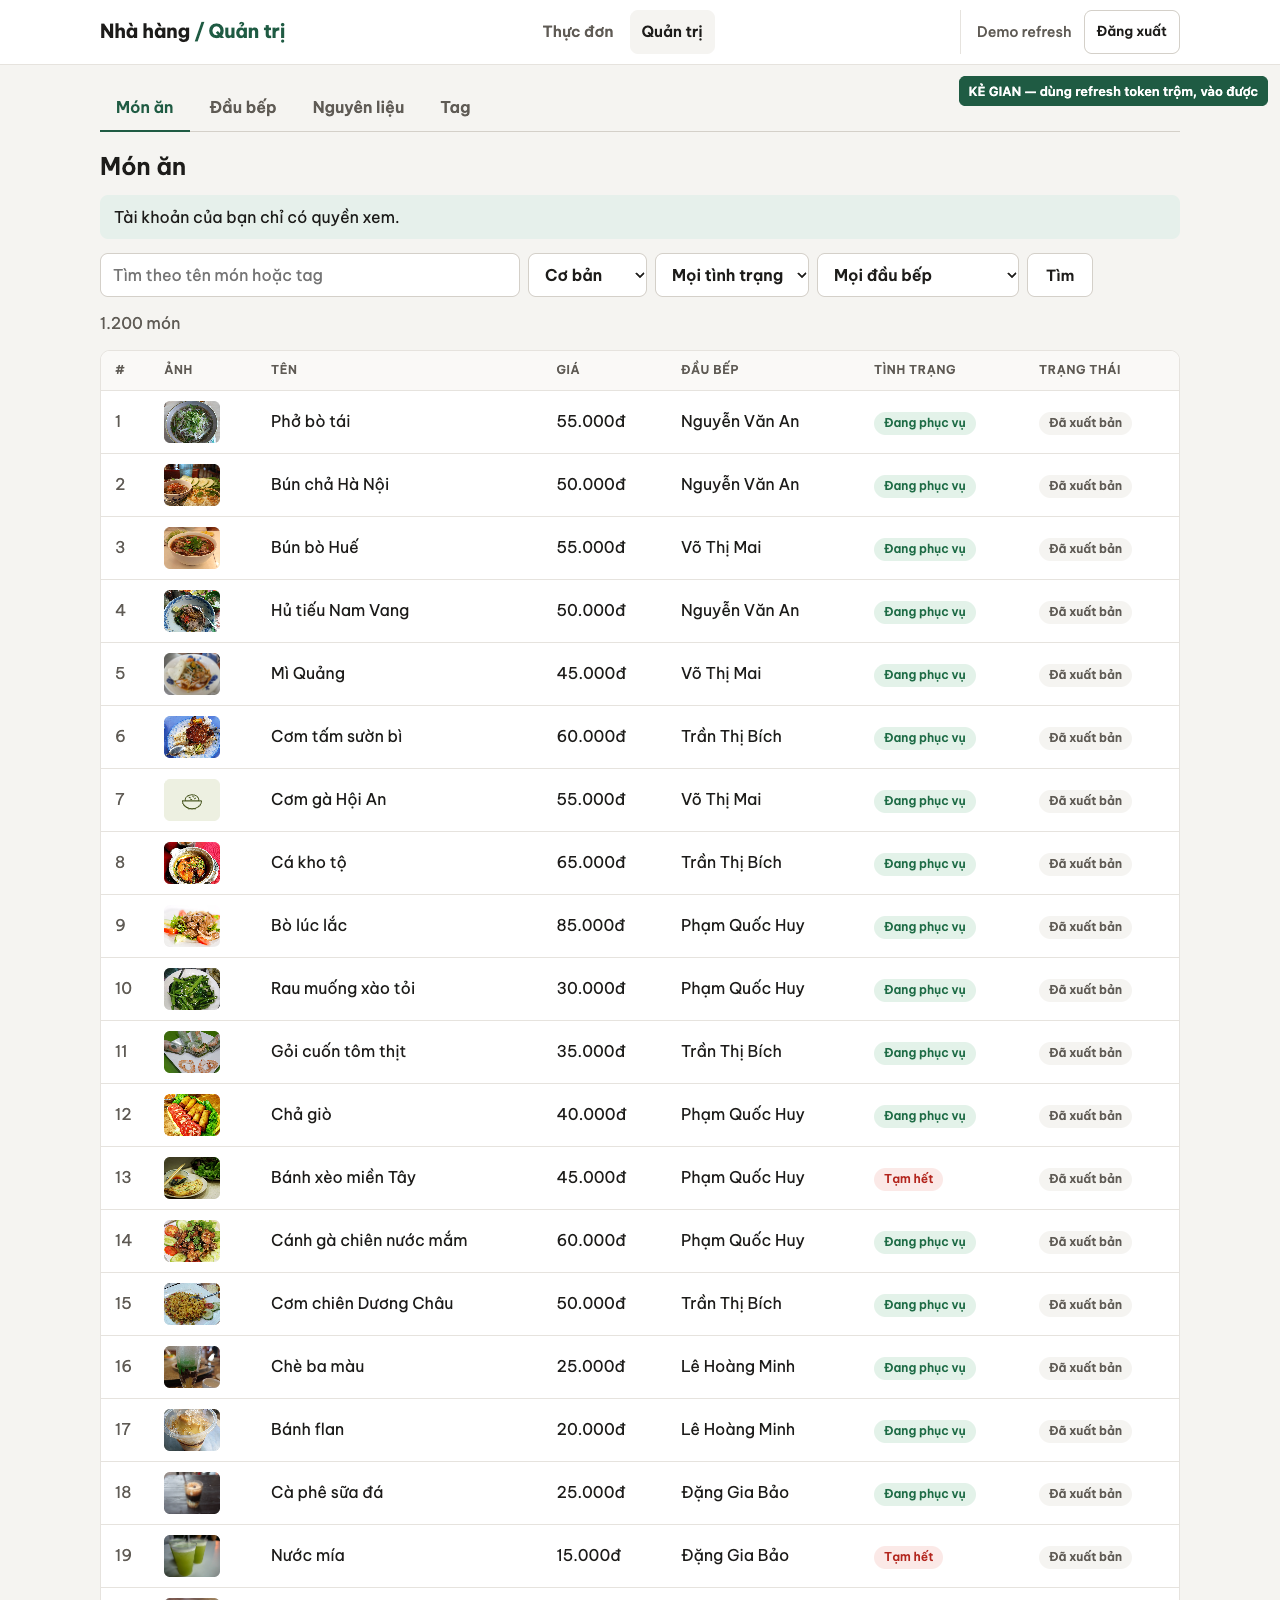 Nhà hàng / Quản trị
Thực đơn
Quản trị
Demo refresh
Đăng xuất
KẺ GIAN — dùng refresh token trộm, vào được
Món ăn
Đầu bếp
Nguyên liệu
Tag
Món ăn
Tài khoản của bạn chỉ có quyền xem.
Tìm theo tên món hoặc tag
Cơ bản
Mọi tình trạng
Mọi đầu bếp
Tìm
1.200 món
# ẢNH TÊN GIÁ ĐẦU BẾP TÌNH TRẠNG TRẠNG THÁI
1 Phở bò tái 55.000đ Nguyễn Văn An Đang phục vụ Đã xuất bản
2 Bún chả Hà Nội 50.000đ Nguyễn Văn An Đang phục vụ Đã xuất bản
3 Bún bò Huế 55.000đ Võ Thị Mai Đang phục vụ Đã xuất bản
4 Hủ tiếu Nam Vang 50.000đ Nguyễn Văn An Đang phục vụ Đã xuất bản
5 Mì Quảng 45.000đ Võ Thị Mai Đang phục vụ Đã xuất bản
6 Cơm tấm sườn bì 60.000đ Trần Thị Bích Đang phục vụ Đã xuất bản
7 Cơm gà Hội An 55.000đ Võ Thị Mai Đang phục vụ Đã xuất bản
8 Cá kho tộ 65.000đ Trần Thị Bích Đang phục vụ Đã xuất bản
9 Bò lúc lắc 85.000đ Phạm Quốc Huy Đang phục vụ Đã xuất bản
10 Rau muống xào tỏi 30.000đ Phạm Quốc Huy Đang phục vụ Đã xuất bản
11 Gỏi cuốn tôm thịt 35.000đ Trần Thị Bích Đang phục vụ Đã xuất bản
12 Chả giò 40.000đ Phạm Quốc Huy Đang phục vụ Đã xuất bản
13 Bánh xèo miền Tây 45.000đ Phạm Quốc Huy Tạm hết Đã xuất bản
14 Cánh gà chiên nước mắm 60.000đ Phạm Quốc Huy Đang phục vụ Đã xuất bản
15 Cơm chiên Dương Châu 50.000đ Trần Thị Bích Đang phục vụ Đã xuất bản
16 Chè ba màu 25.000đ Lê Hoàng Minh Đang phục vụ Đã xuất bản
17 Bánh flan 20.000đ Lê Hoàng Minh Đang phục vụ Đã xuất bản
18 Cà phê sữa đá 25.000đ Đặng Gia Bảo Đang phục vụ Đã xuất bản
19 Nước mía 15.000đ Đặng Gia Bảo Tạm hết Đã xuất bản